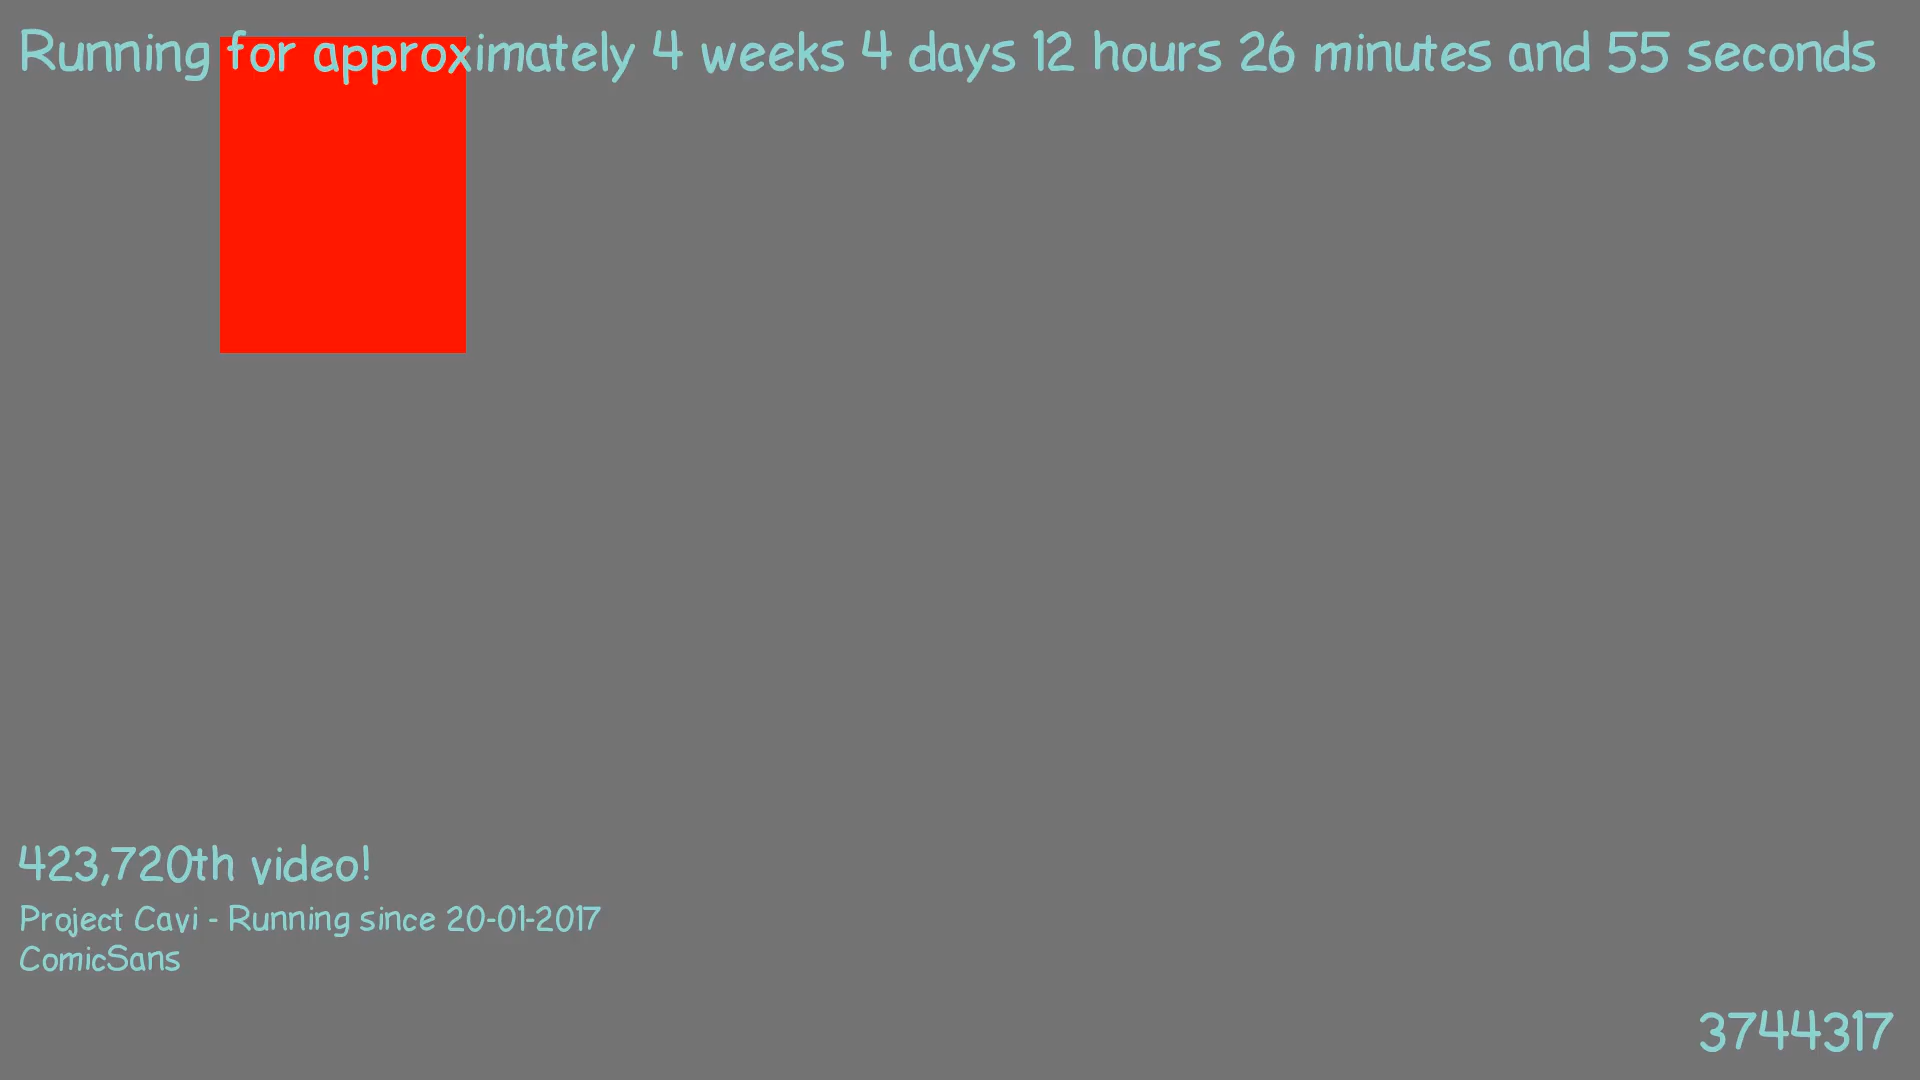 Running for approximately 4 weeks 4 days 12 hours 26 minutes and 55 seconds
423,720th video!
Project Cavi - Running since 20-01-2017
ComicSans
3744317